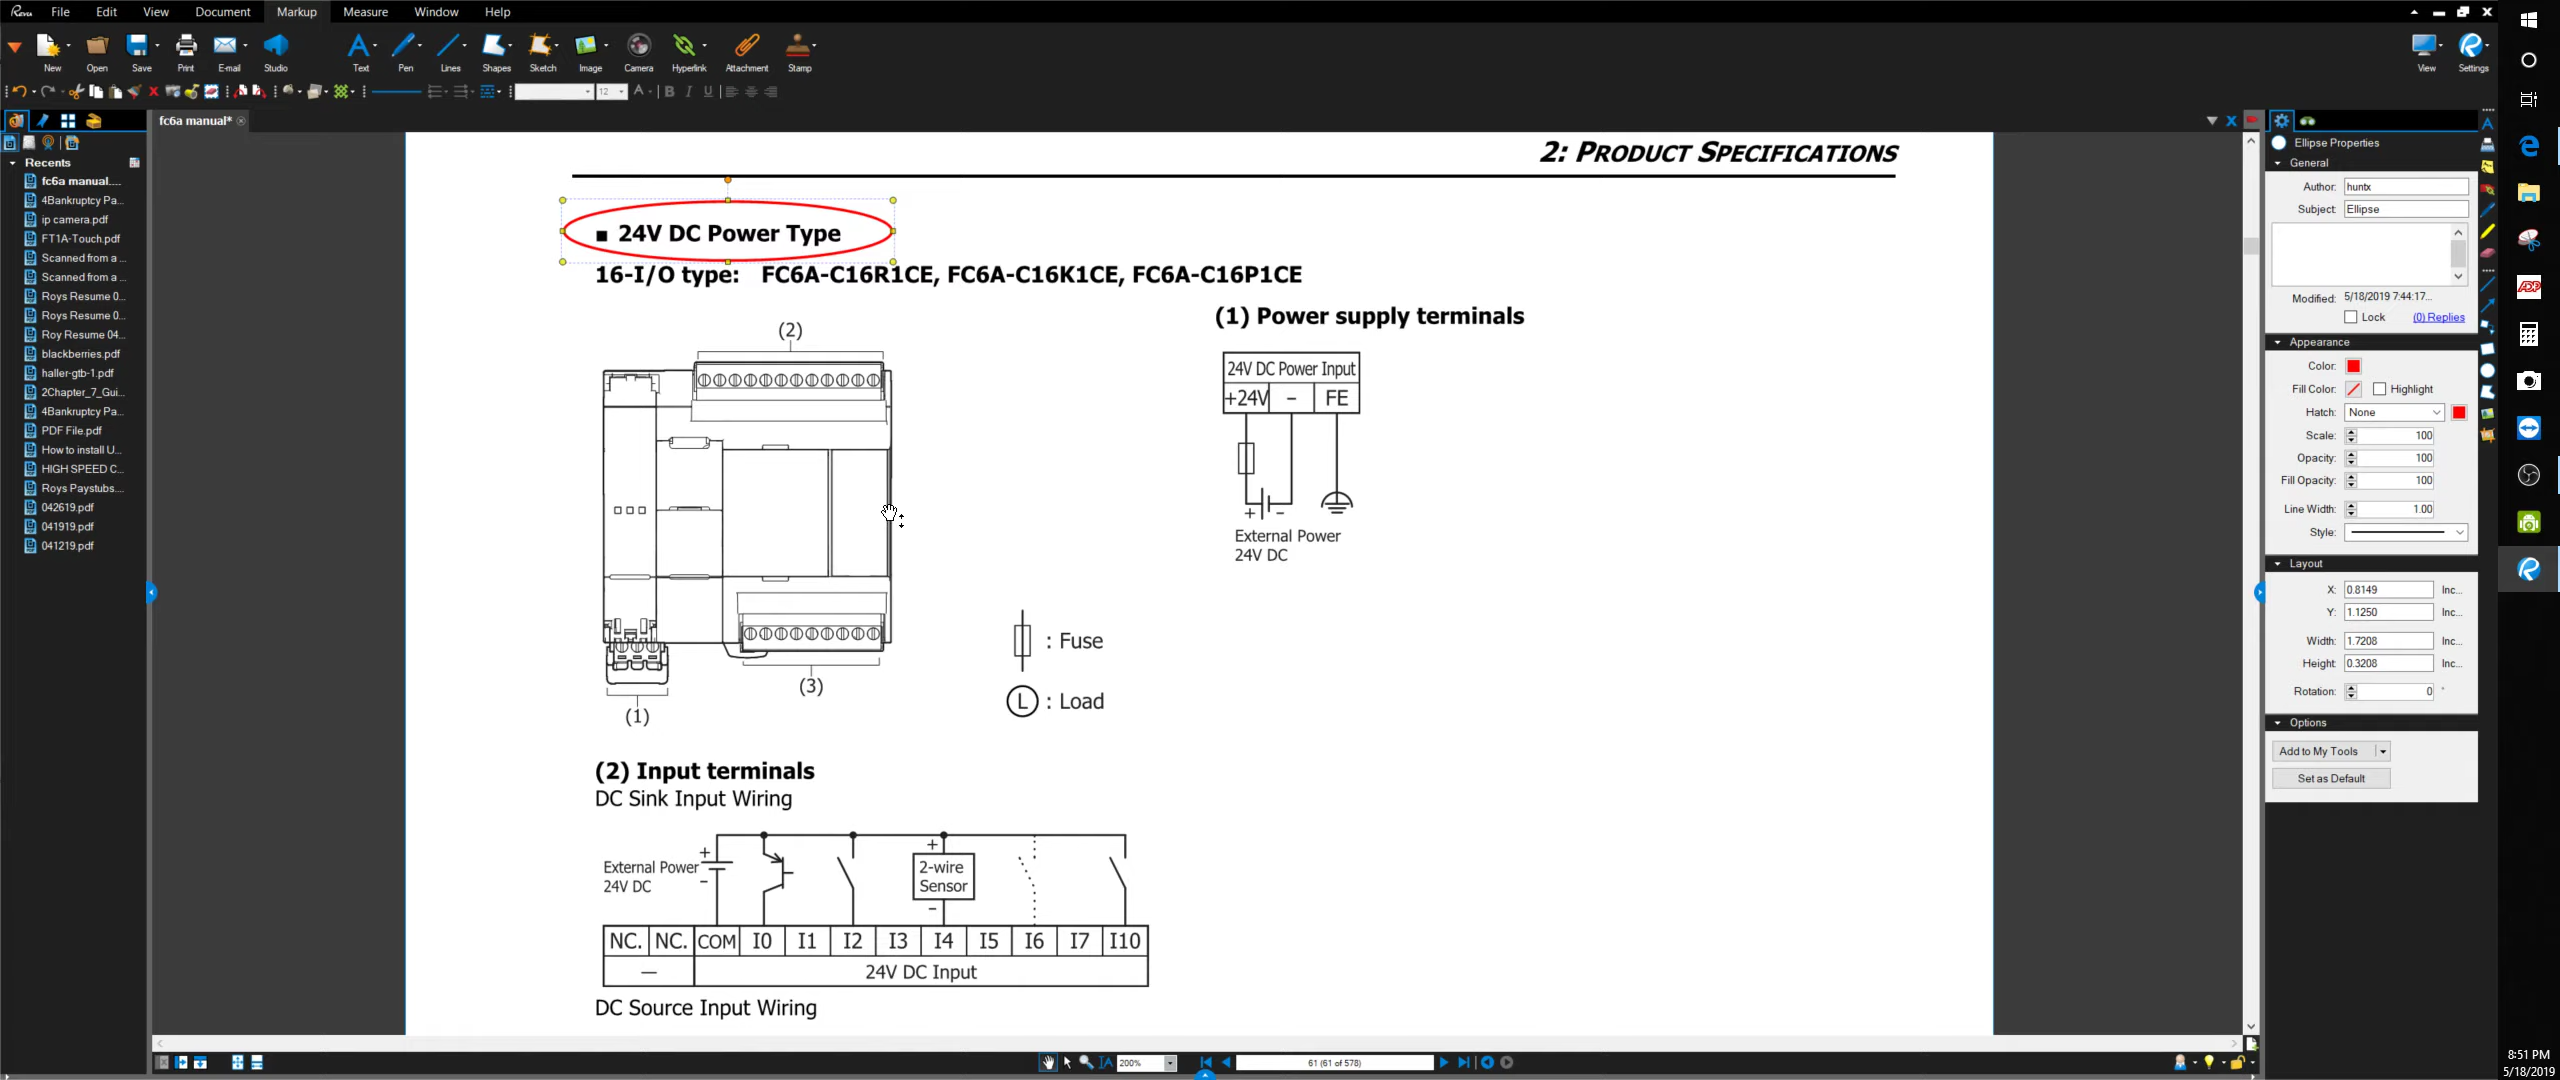 Revu File Edit View Document Markup Measure Window Help
New Open Save Print E-mail Studio Text Pen Lines Shapes Sketch Image Camera Hyperlink Attachment Stamp View Settings
12 A B I U
fc6a manual*
Recents
fc6a manual....
4Bankruptcy Pa...
ip camera.pdf
FT1A-Touch.pdf
Scanned from a ...
Scanned from a ...
Roys Resume 0...
Roys Resume 0...
Roy Resume 04...
blackberries.pdf
haller-gtb-1.pdf
2Chapter_7_Gui...
4Bankruptcy Pa...
PDF File.pdf
How to install U...
HIGH SPEED C...
Roys Paystubs....
042619.pdf
041919.pdf
041219.pdf
2: PRODUCT SPECIFICATIONS
■ 24V DC Power Type
16-I/O type: FC6A-C16R1CE, FC6A-C16K1CE, FC6A-C16P1CE
(2)
(3)
(1)
(1) Power supply terminals
24V DC Power Input
+24V – FE
+ –
External Power
24V DC
: Fuse
L : Load
(2) Input terminals
DC Sink Input Wiring
External Power
24V DC
+
–
+
2-wire
Sensor
–
NC. NC. COM I0 I1 I2 I3 I4 I5 I6 I7 I10
— 24V DC Input
DC Source Input Wiring
200%
61 (61 of 578)
Ellipse Properties
General
Author: huntx
Subject: Ellipse
Modified: 5/18/2019 7:44:17...
Lock (0) Replies
Appearance
Color:
Fill Color: Highlight
Hatch: None
Scale: 100
Opacity: 100
Fill Opacity: 100
Line Width: 1.00
Style:
Layout
X: 0.8149 Inc...
Y: 1.1250 Inc...
Width: 1.7208 Inc...
Height: 0.3208 Inc...
Rotation: 0 °
Options
Add to My Tools
Set as Default
ADP
8:51 PM
5/18/2019